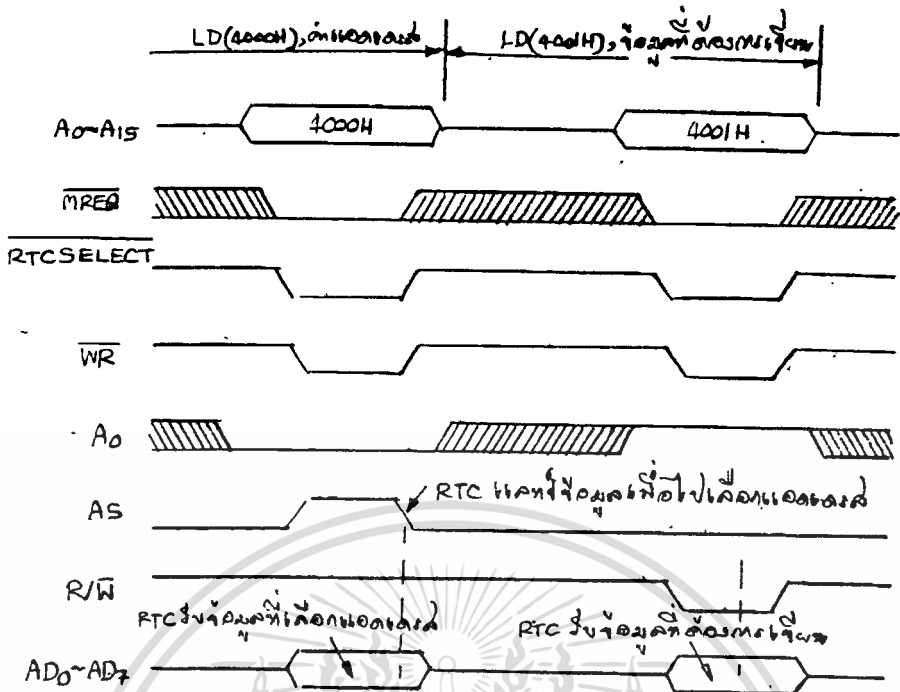 LD(4000H), ค่าแอดเดรส
LD(4001H), ข้อมูลที่ต้องการเขียน
A0~A15
4000H
4001H
MREQ
RTCSELECT
WR
A0
AS
RTC แลทช์ข้อมูลเพื่อไปเลือกแอดเดรส
R/W
RTC รับข้อมูลที่เลือกแอดเดรส
RTC รับข้อมูลที่ต้องการเขียน
AD0~AD7